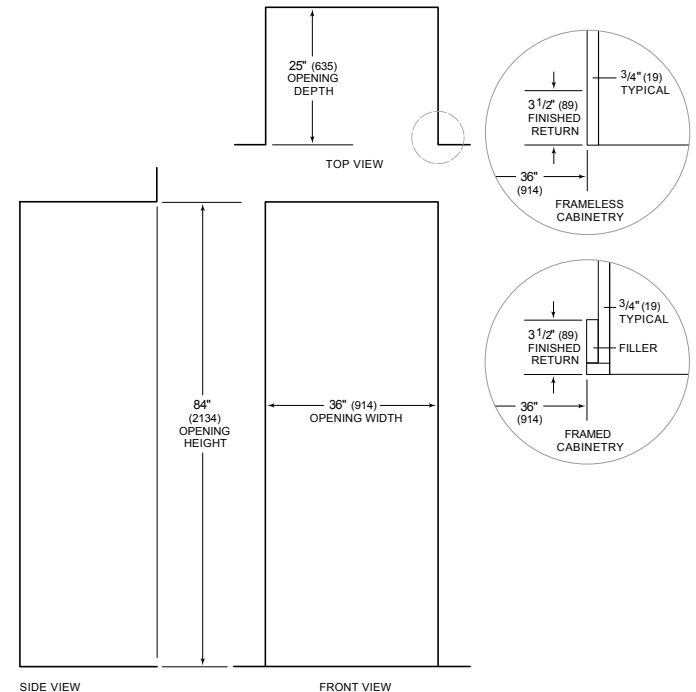 25" (635)
OPENING
DEPTH
TOP VIEW
3/4" (19)
TYPICAL
3 1/2" (89)
FINISHED
RETURN
36"
(914)
FRAMELESS
CABINETRY
3/4" (19)
TYPICAL
3 1/2" (89)
FINISHED
RETURN
FILLER
36"
(914)
FRAMED
CABINETRY
84"
(2134)
OPENING
HEIGHT
36" (914)
OPENING WIDTH
SIDE VIEW
FRONT VIEW